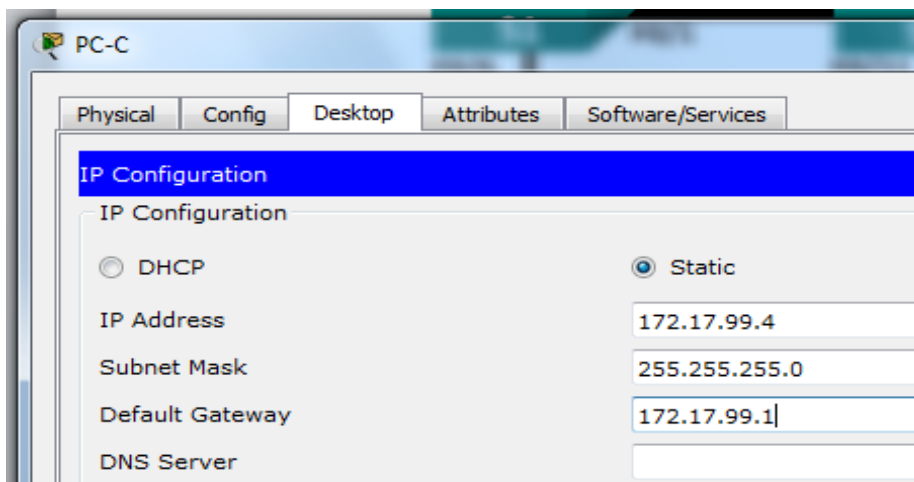 PC-C
Physical Config Desktop Attributes Software/Services
IP Configuration
IP Configuration
DHCP Static
IP Address 172.17.99.4
Subnet Mask 255.255.255.0
Default Gateway 172.17.99.1
DNS Server